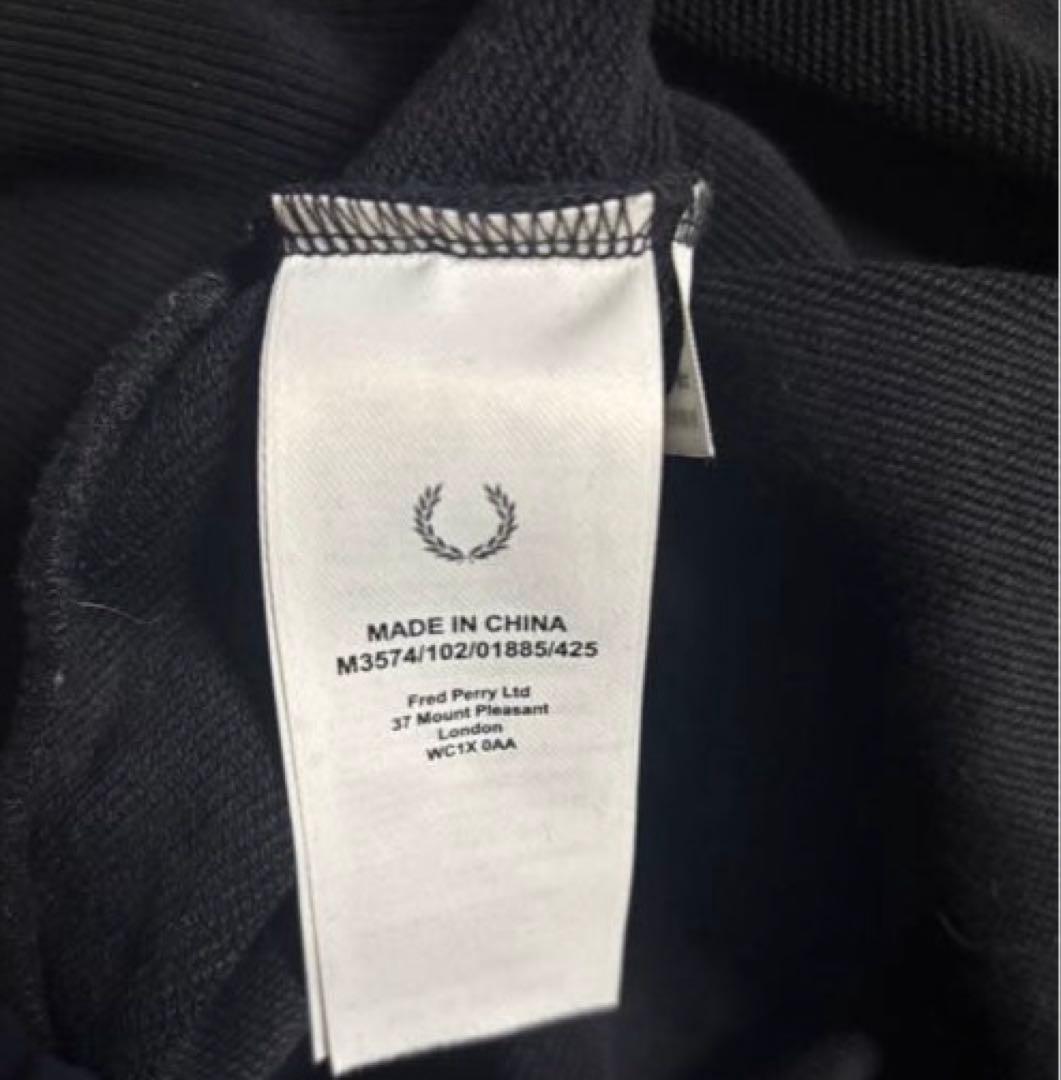 MADE IN CHINA
M3574/102/01885/425
Fred Perry Ltd
37 Mount Pleasant
London
WC1X 0AA